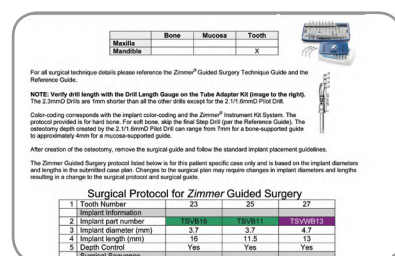 Bone Mucosa Tooth
Maxilla
Mandible X
For all surgical technique details please reference the Zimmer® Guided Surgery Technique Guide and the
Reference Guide.
NOTE: Verify drill length with the Drill Length Gauge on the Tube Adapter Kit (image to the right).
The 2.3mmD Drills are 1mm shorter than all the other drills except for the 2.1/1.6mmD Pilot Drill.
Color-coding corresponds with the implant color-coding and the Zimmer® Instrument Kit System. The
protocol provided is for hard bone. For soft bone, skip the final Step Drill (per the Reference Guide). The
osteotomy depth created by the 2.1/1.6mmD Pilot Drill can range from 7mm for a bone-supported guide
to approximately 4mm for a mucosa-supported guide.
After creation of the osteotomy, remove the surgical guide and follow the standard implant placement guidelines.
The Zimmer Guided Surgery protocol listed below is for this patient specific case only and is based on the implant diameters
and lengths in the submitted case plan. Changes to the surgical plan may require changes in implant diameters and lengths
resulting in a change to the surgical protocol and surgical guide.
Surgical Protocol for Zimmer Guided Surgery
1 Tooth Number 23 25 27
Implant Information
2 Implant part number TSVB16 TSVB11 TSVWB13
3 Implant diameter (mm) 3.7 3.7 4.7
4 Implant length (mm) 16 11.5 13
5 Depth Control Yes Yes Yes
Surgical Sequence